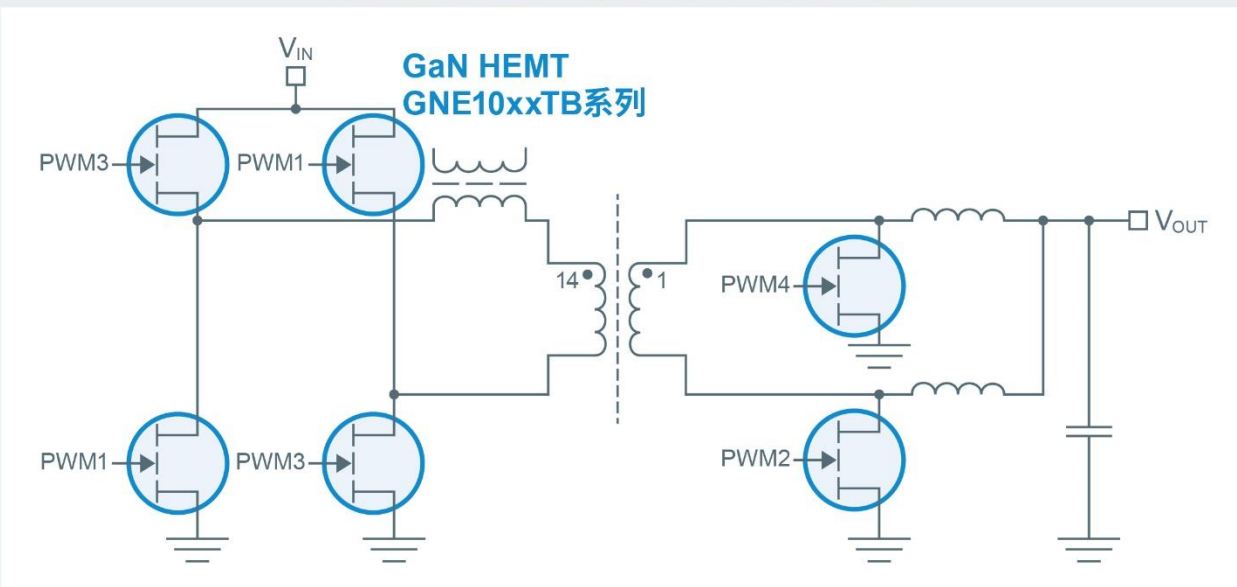 VIN
GaN HEMT
GNE10xxTB系列
PWM3
PWM1
VOUT
14
1
PWM4
PWM1
PWM3
PWM2